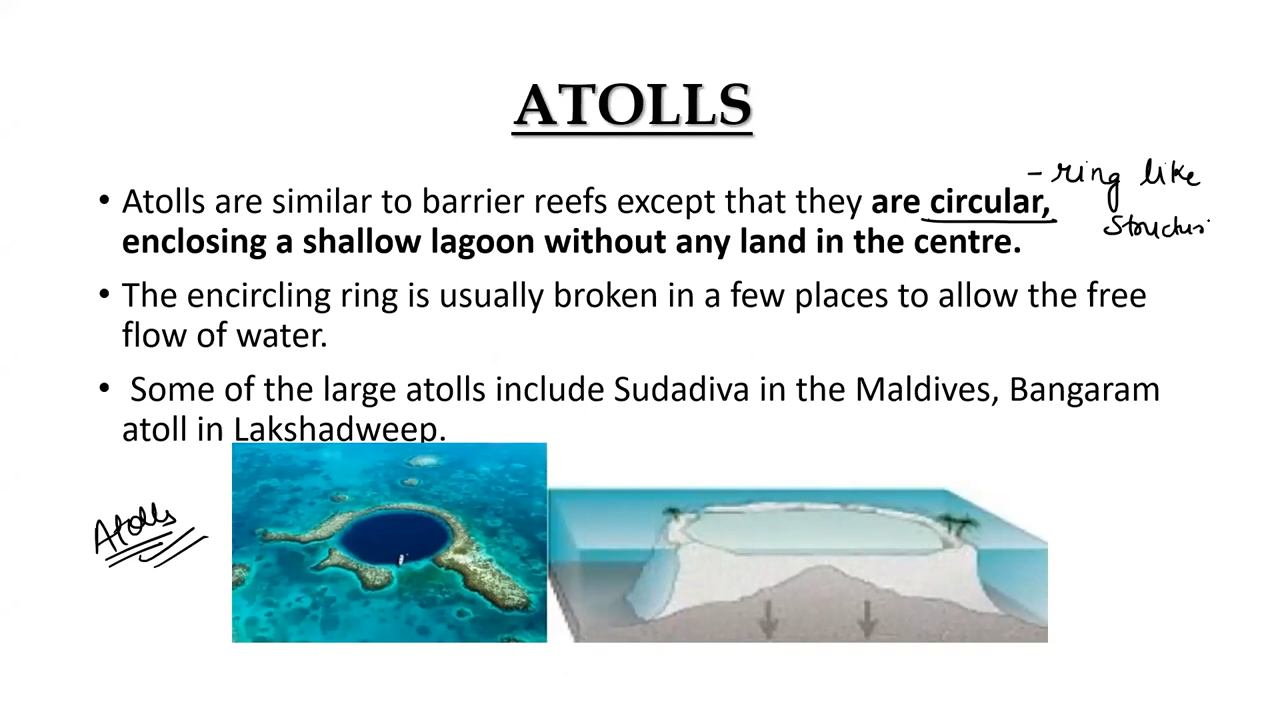 ATOLLS
• Atolls are similar to barrier reefs except that they are circular,
- ring like
enclosing a shallow lagoon without any land in the centre.
• The encircling ring is usually broken in a few places to allow the free
flow of water.
• Some of the large atolls include Sudadiva in the Maldives, Bangaram
atoll in Lakshadweep.
Atolls